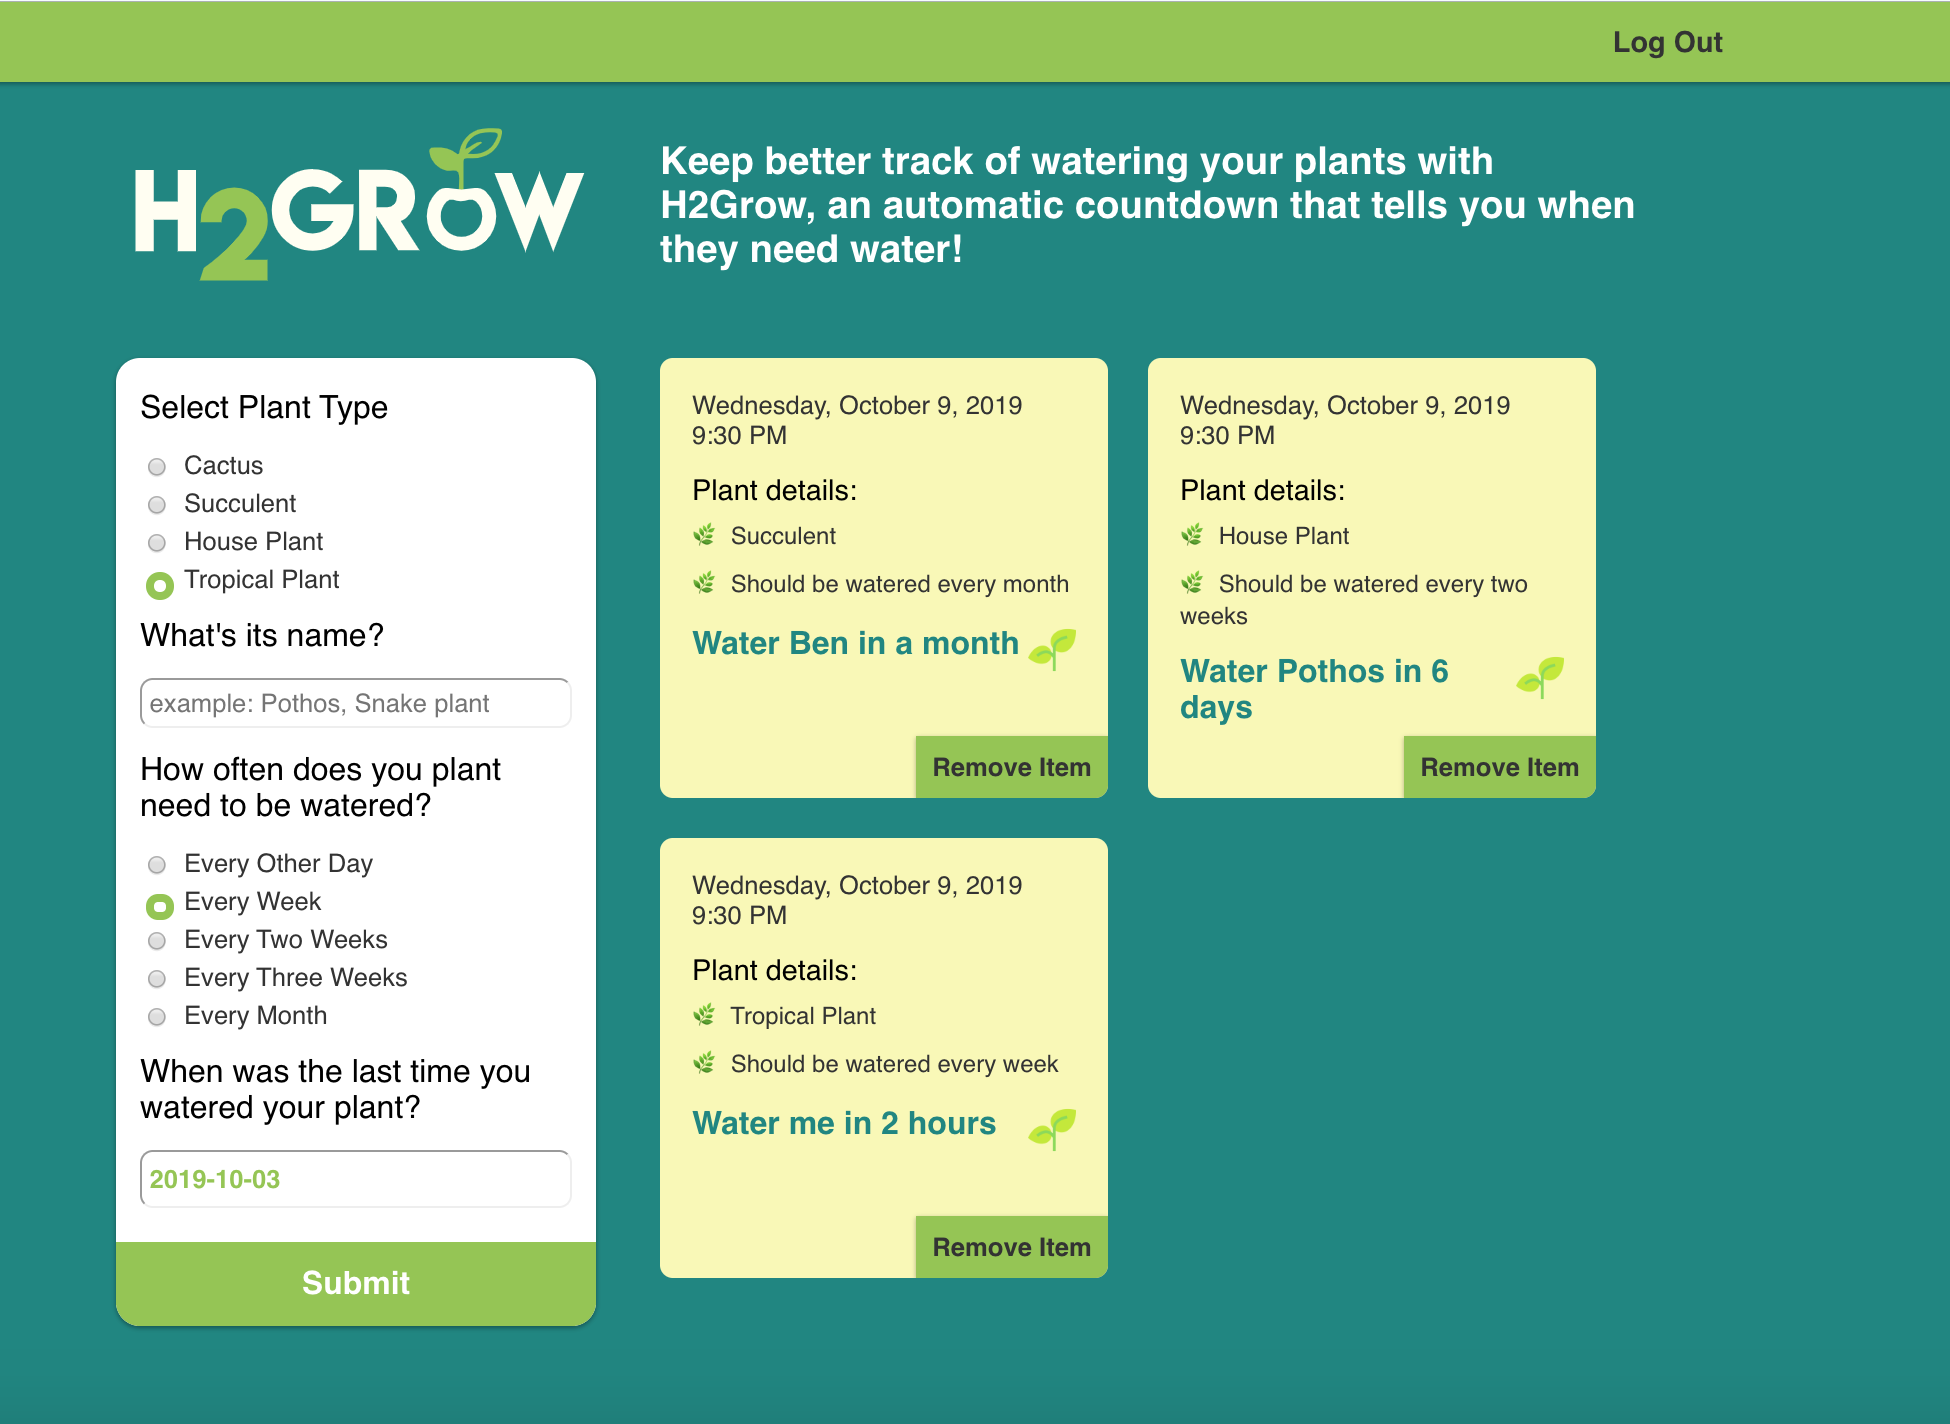 Log Out
H2GROW
Keep better track of watering your plants with
H2Grow, an automatic countdown that tells you when
they need water!
Select Plant Type
Cactus
Succulent
House Plant
Tropical Plant
What's its name?
example: Pothos, Snake plant
How often does you plant
need to be watered?
Every Other Day
Every Week
Every Two Weeks
Every Three Weeks
Every Month
When was the last time you
watered your plant?
2019-10-03
Submit
Wednesday, October 9, 2019
9:30 PM
Plant details:
Succulent
Should be watered every month
Water Ben in a month
Remove Item
Wednesday, October 9, 2019
9:30 PM
Plant details:
House Plant
Should be watered every two
weeks
Water Pothos in 6
days
Remove Item
Wednesday, October 9, 2019
9:30 PM
Plant details:
Tropical Plant
Should be watered every week
Water me in 2 hours
Remove Item